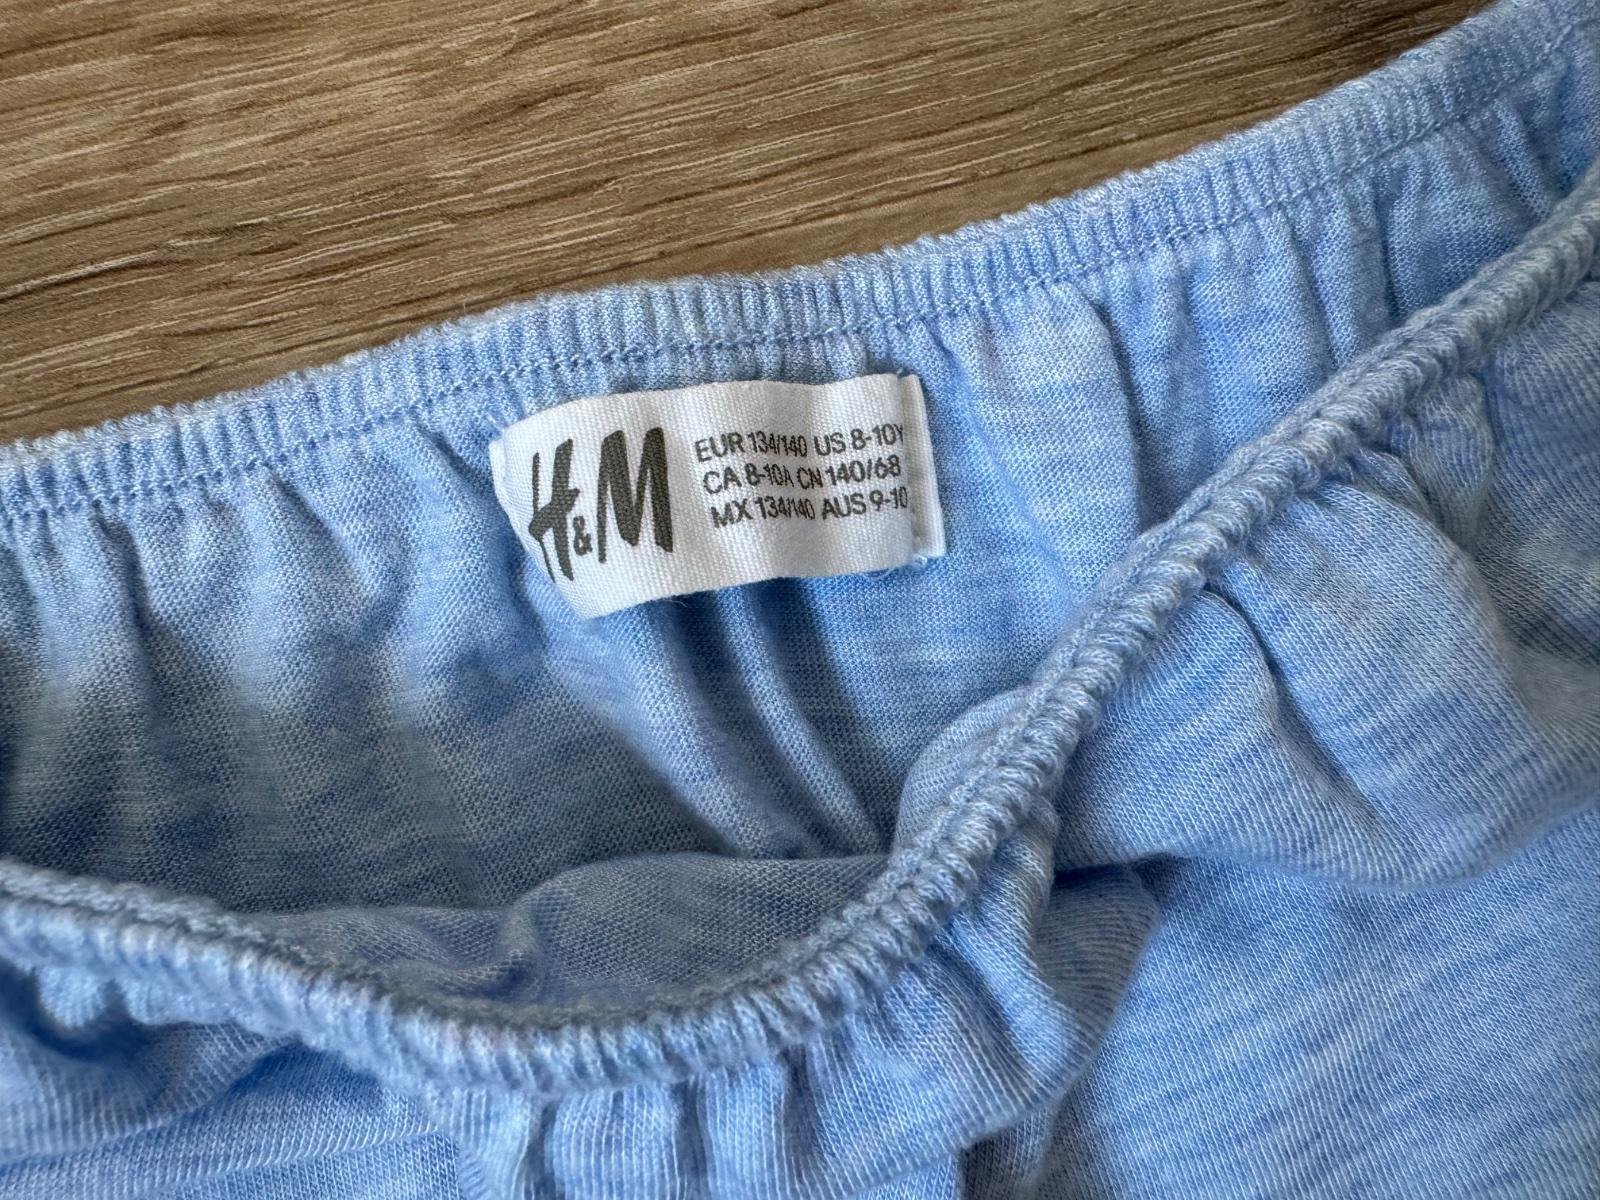 H&M
EUR 134/140 US 8-10Y
CA 8-10A CN 140/68
MX 134/140 AUS 9-10